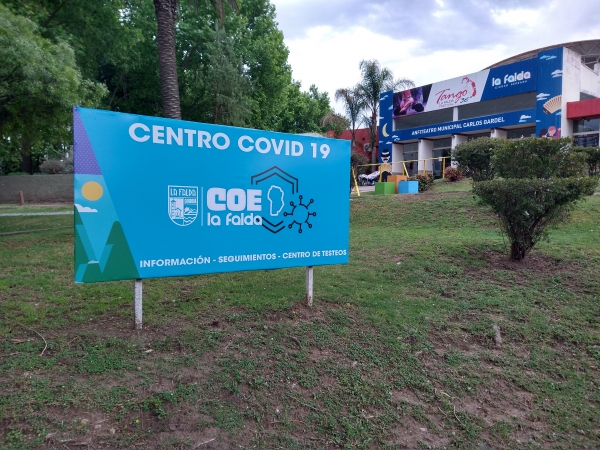 CENTRO COVID 19
LA FALDA
COE
la falda
INFORMACIÓN - SEGUIMIENTOS - CENTRO DE TESTEOS
Tango
la falda
ANFITEATRO MUNICIPAL CARLOS GARDEL